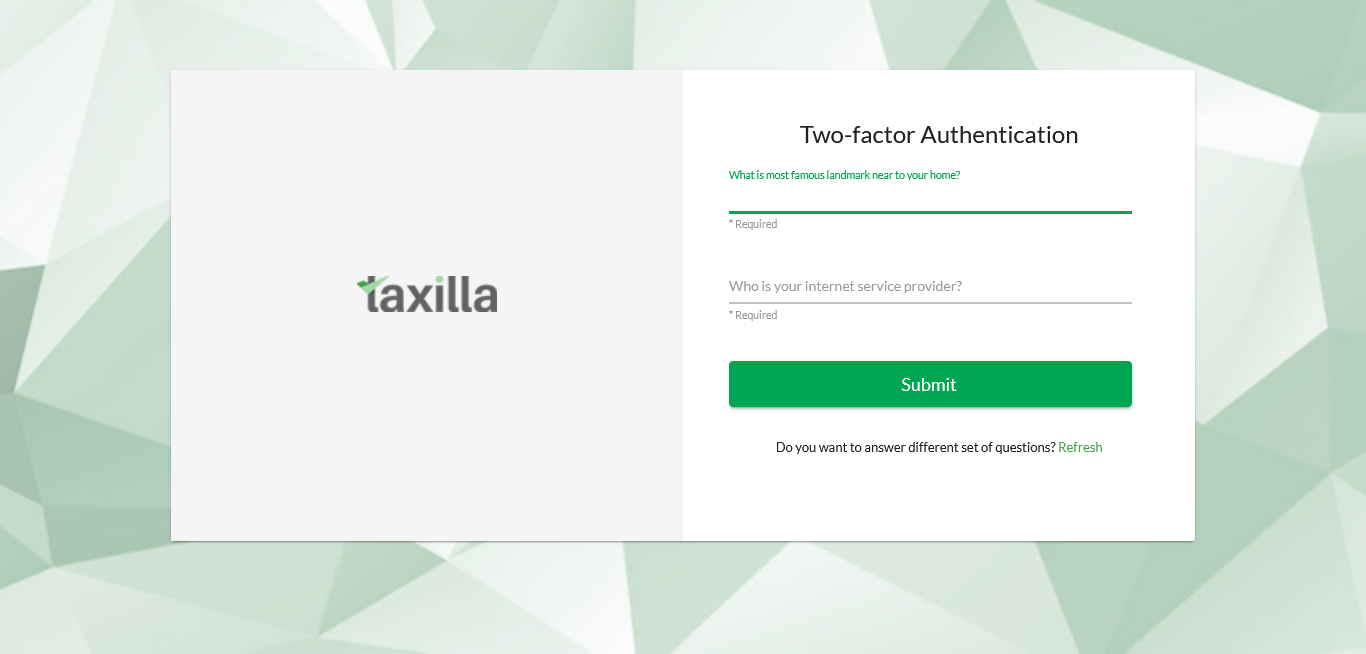 taxilla
Two-factor Authentication
What is most famous landmark near to your home?
* Required
Who is your internet service provider?
* Required
Submit
Do you want to answer different set of questions? Refresh